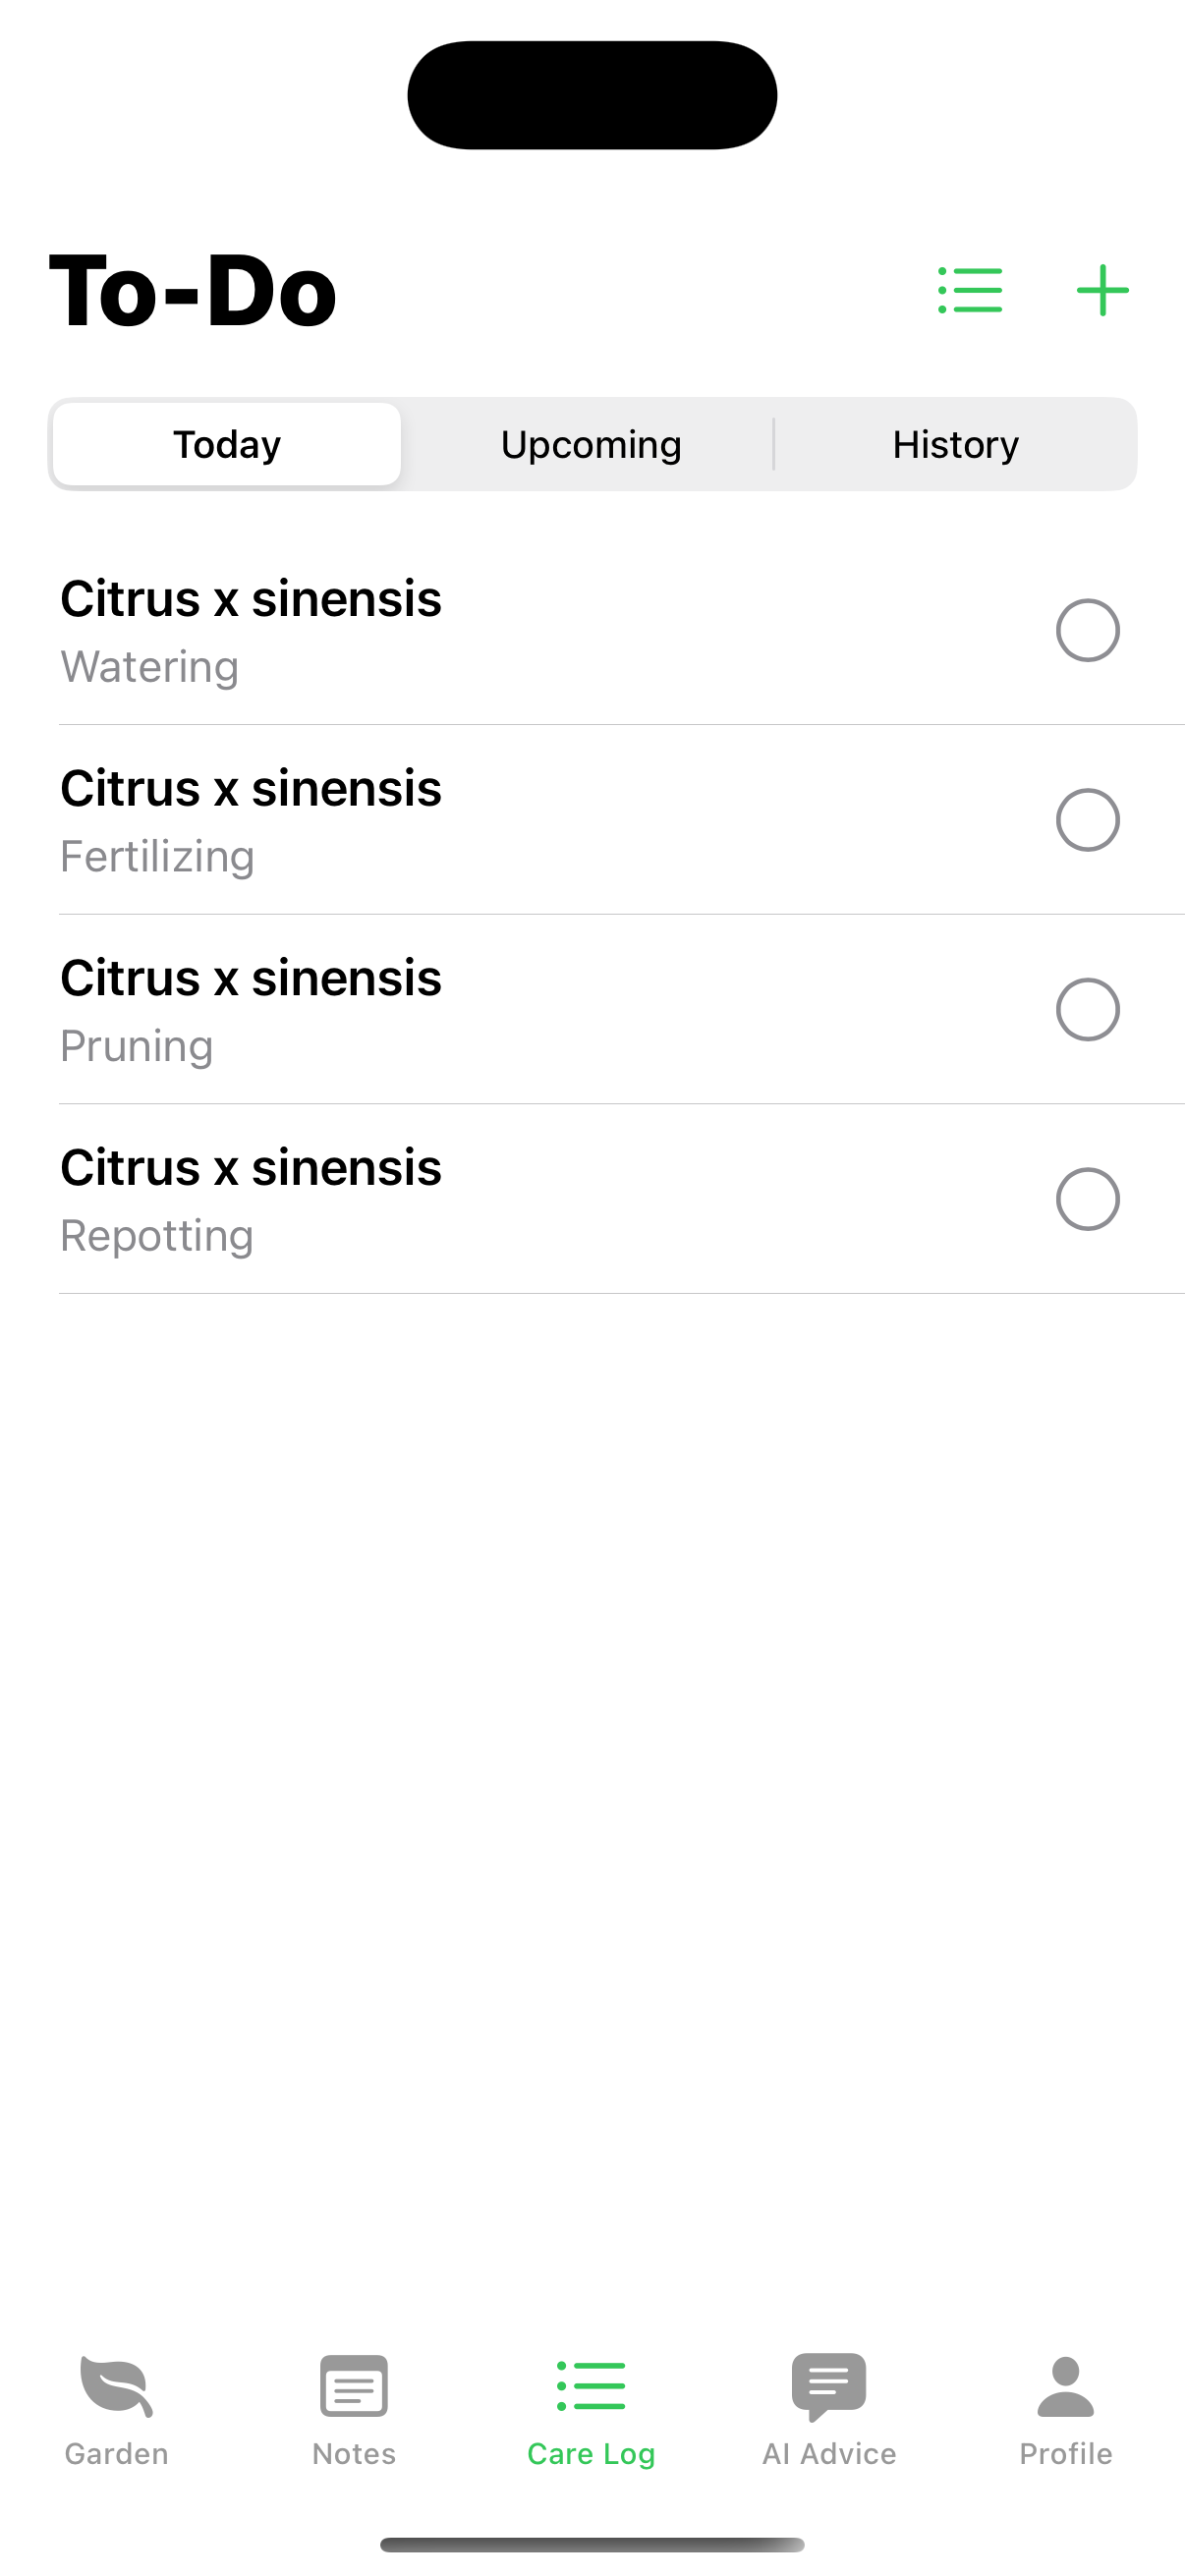 To-Do
Today Upcoming History
Citrus x sinensis
Watering
Citrus x sinensis
Fertilizing
Citrus x sinensis
Pruning
Citrus x sinensis
Repotting
Garden Notes Care Log AI Advice Profile